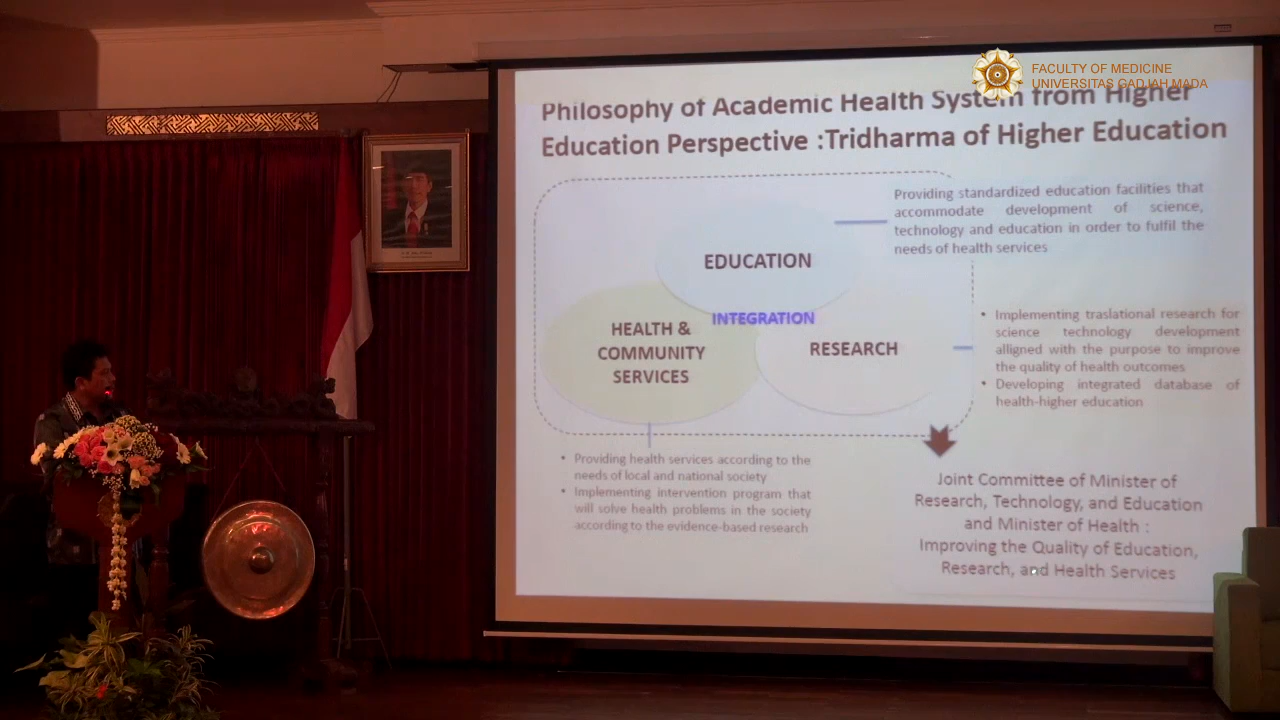 FACULTY OF MEDICINE
UNIVERSITAS GADJAH MADA
Philosophy of Academic Health System from Higher
Education Perspective :Tridharma of Higher Education
Providing standardized education facilities that
accommodate development of science,
technology and education in order to fulfil the
needs of health services
EDUCATION
INTEGRATION
HEALTH &
COMMUNITY
SERVICES
RESEARCH
• Implementing traslational research for
science technology development
alligned with the purpose to improve
the quality of health outcomes
• Developing integrated database of
health-higher education
• Providing health services according to the
needs of local and national society
• Implementing intervention program that
will solve health problems in the society
according to the evidence-based research
Joint Committee of Minister of
Research, Technology, and Education
and Minister of Health :
Improving the Quality of Education,
Research, and Health Services